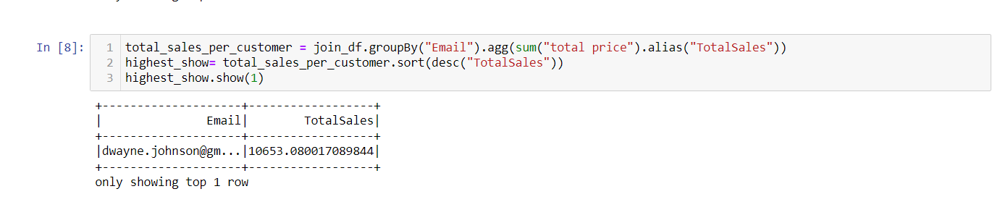 In [8]:
1 total_sales_per_customer = join_df.groupBy("Email").agg(sum("total price").alias("TotalSales"))
2 highest_show= total_sales_per_customer.sort(desc("TotalSales"))
3 highest_show.show(1)
+--------------------+------------------+
|               Email|        TotalSales|
+--------------------+------------------+
|dwayne.johnson@gm...|10653.080017089844|
+--------------------+------------------+
only showing top 1 row